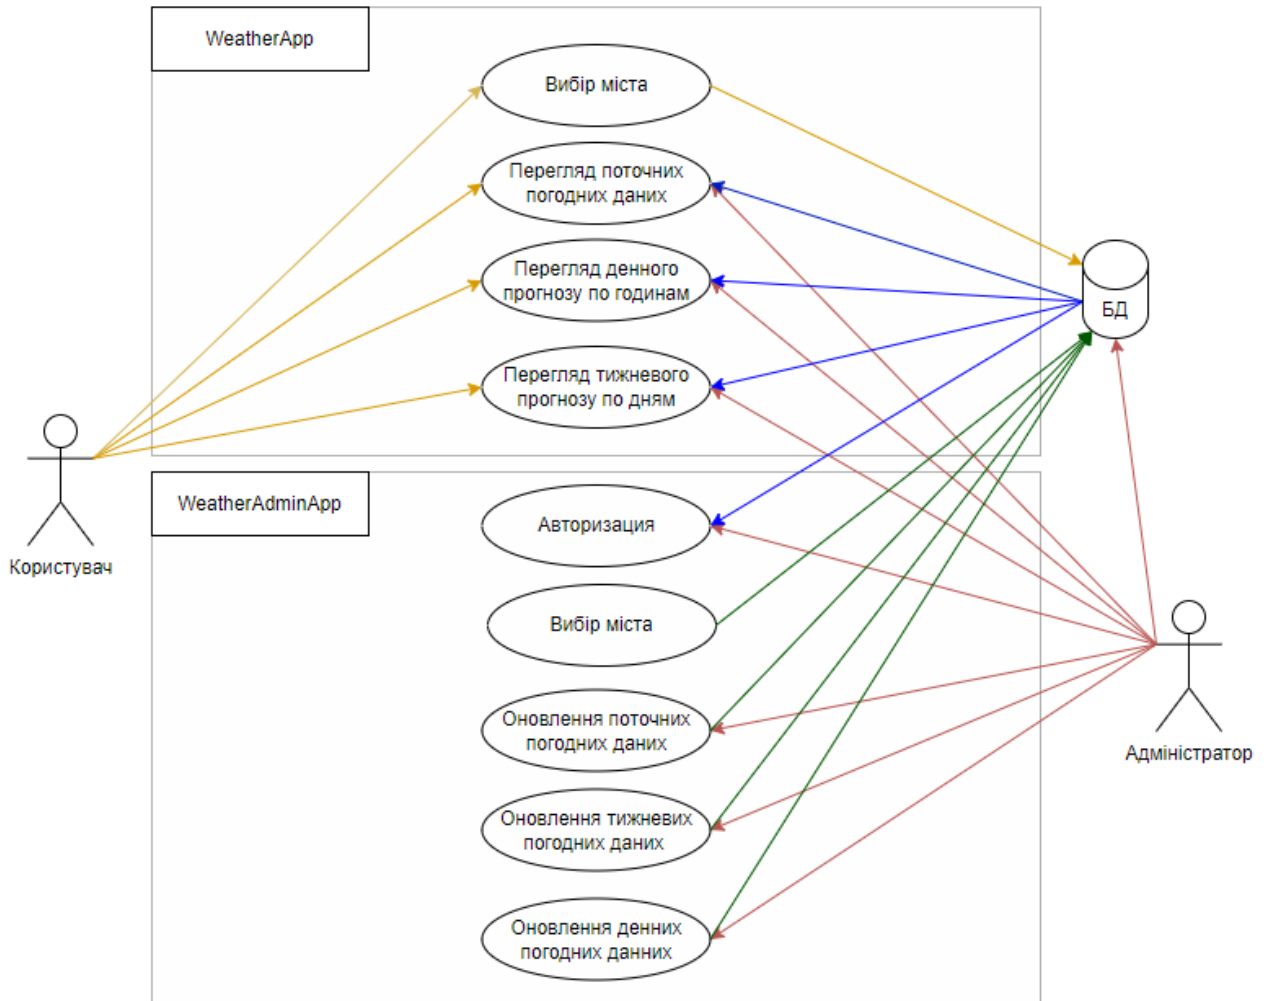 WeatherApp
Вибір міста
Перегляд поточних
погодних даних
Перегляд денного
прогнозу по годинам
БД
Перегляд тижневого
прогнозу по дням
Користувач
WeatherAdminApp
Авторизация
Вибір міста
Оновлення поточних
погодних даних
Адміністратор
Оновлення тижневих
погодних даних
Оновлення денних
погодних данних